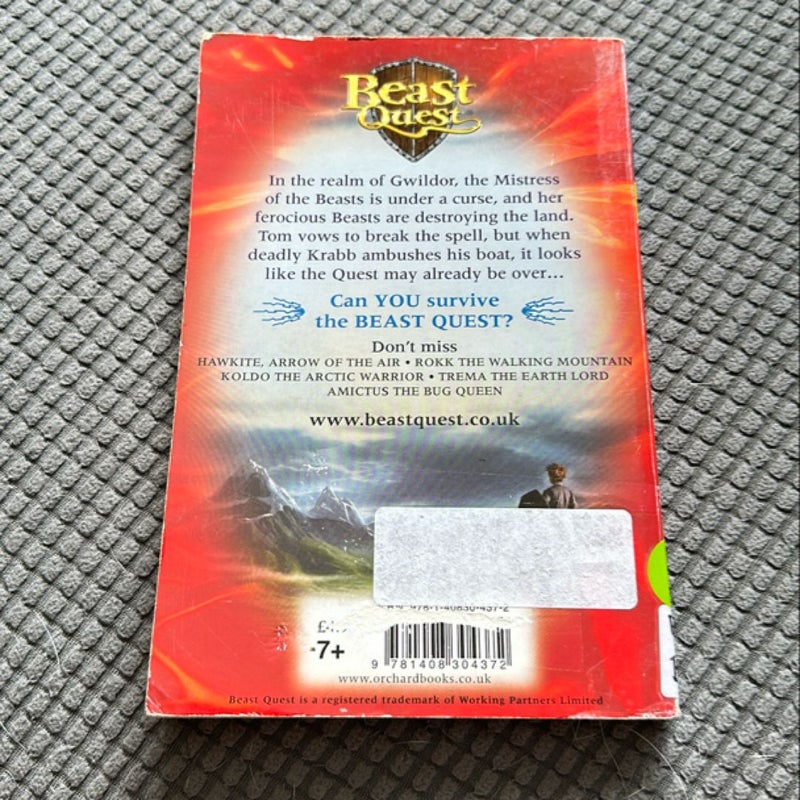 Beast
Quest
In the realm of Gwildor, the Mistress
of the Beasts is under a curse, and her
ferocious Beasts are destroying the land.
Tom vows to break the spell, but when
deadly Krabb ambushes his boat, it looks
like the Quest may already be over...
Can YOU survive
the BEAST QUEST?
Don't miss
HAWKITE, ARROW OF THE AIR • ROKK THE WALKING MOUNTAIN
KOLDO THE ARCTIC WARRIOR • TREMA THE EARTH LORD
AMICTUS THE BUG QUEEN
www.beastquest.co.uk
978-1-40830-437-2
7+
9 781408 304372
www.orchardbooks.co.uk
Beast Quest is a registered trademark of Working Partners Limited